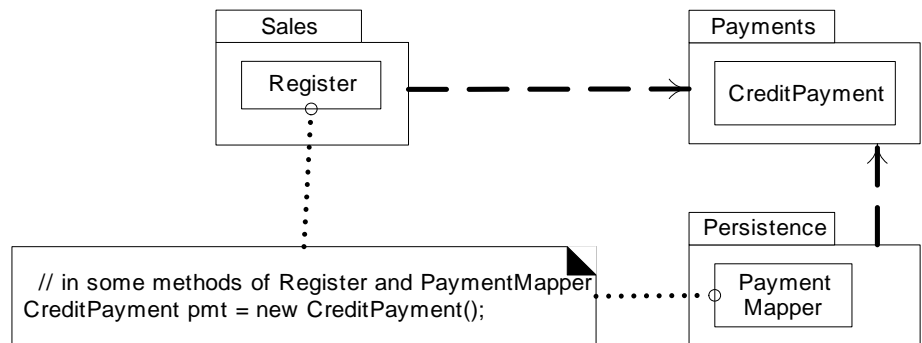 Sales
Register
Payments
CreditPayment
// in some methods of Register and PaymentMapper
CreditPayment pmt = new CreditPayment();
Persistence
Payment
Mapper